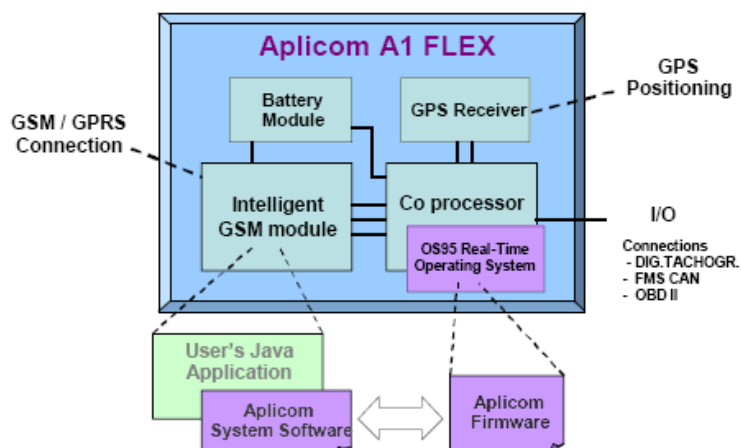 Aplicom A1 FLEX
Battery
Module
GPS Receiver
GPS
Positioning
GSM / GPRS
Connection
Intelligent
GSM module
Co processor
OS95 Real-Time
Operating System
I/O
Connections
- DIG.TACHOGR.
- FMS CAN
- OBD II
User's Java
Application
Aplicom
System Software
Aplicom
Firmware